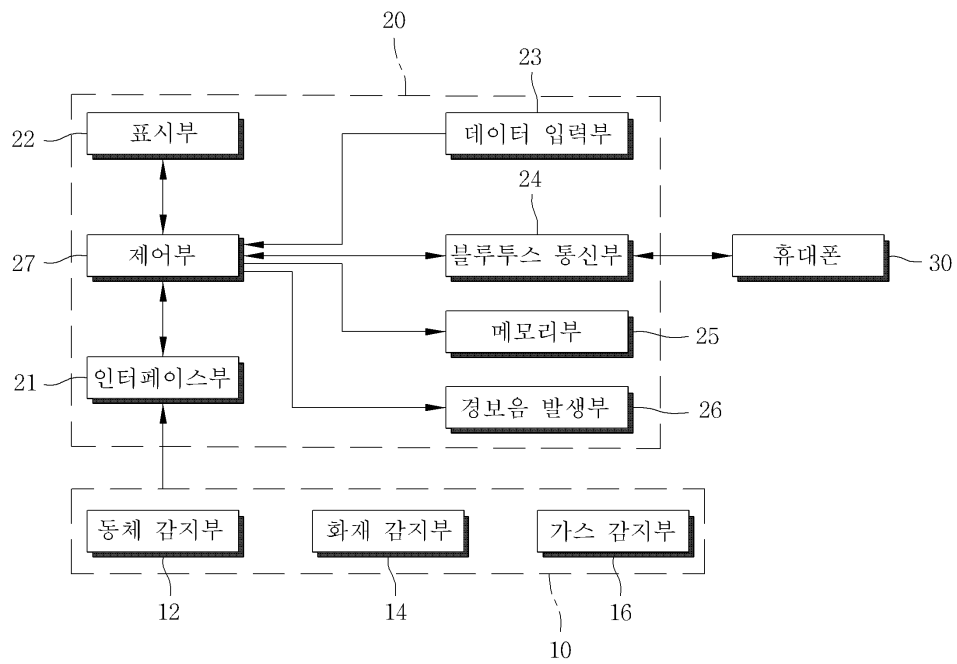 20
23
22
표시부
데이터 입력부
24
27
제어부
블루투스 통신부
휴대폰
30
메모리부
25
21
인터페이스부
경보음 발생부
26
동체 감지부
화재 감지부
가스 감지부
12
14
16
10